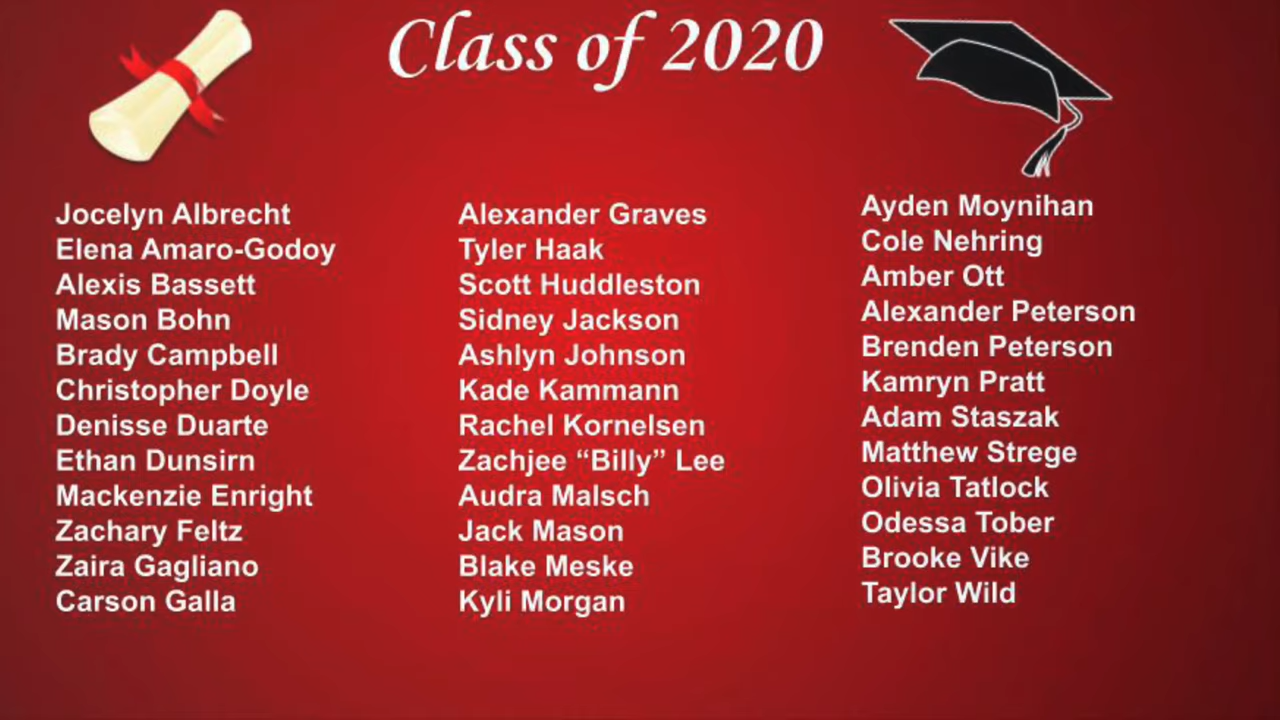 Class of 2020
Jocelyn Albrecht
Elena Amaro-Godoy
Alexis Bassett
Mason Bohn
Brady Campbell
Christopher Doyle
Denisse Duarte
Ethan Dunsirn
Mackenzie Enright
Zachary Feltz
Zaira Gagliano
Carson Galla
Alexander Graves
Tyler Haak
Scott Huddleston
Sidney Jackson
Ashlyn Johnson
Kade Kammann
Rachel Kornelsen
Zachjee “Billy” Lee
Audra Malsch
Jack Mason
Blake Meske
Kyli Morgan
Ayden Moynihan
Cole Nehring
Amber Ott
Alexander Peterson
Brenden Peterson
Kamryn Pratt
Adam Staszak
Matthew Strege
Olivia Tatlock
Odessa Tober
Brooke Vike
Taylor Wild